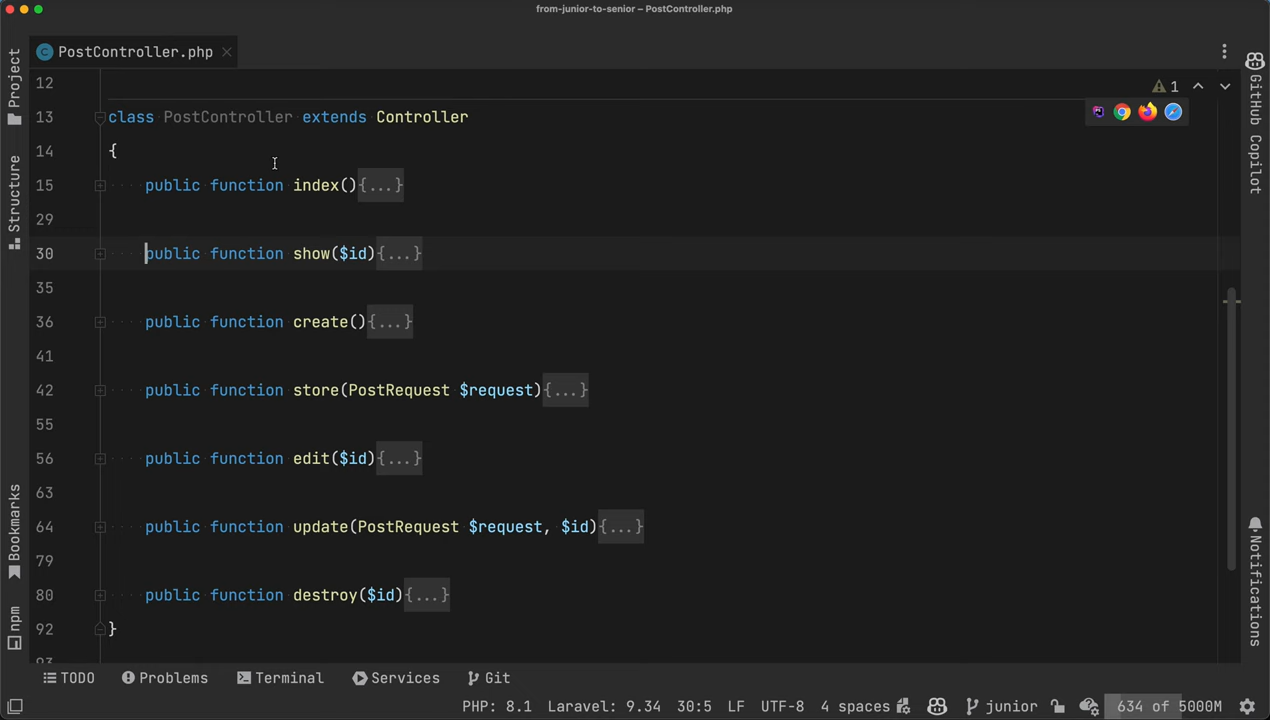 from-junior-to-senior – PostController.php
PostController.php
Project
Structure
Bookmarks
npm
GitHub Copilot
Notifications
1
12
13 class PostController extends Controller
14 {
15 public function index(){...}
29
30 public function show($id){...}
35
36 public function create(){...}
41
42 public function store(PostRequest $request){...}
55
56 public function edit($id){...}
63
64 public function update(PostRequest $request, $id){...}
79
80 public function destroy($id){...}
92 }
93
TODO Problems Terminal Services Git
PHP: 8.1 Laravel: 9.34 30:5 LF UTF-8 4 spaces junior 634 of 5000M